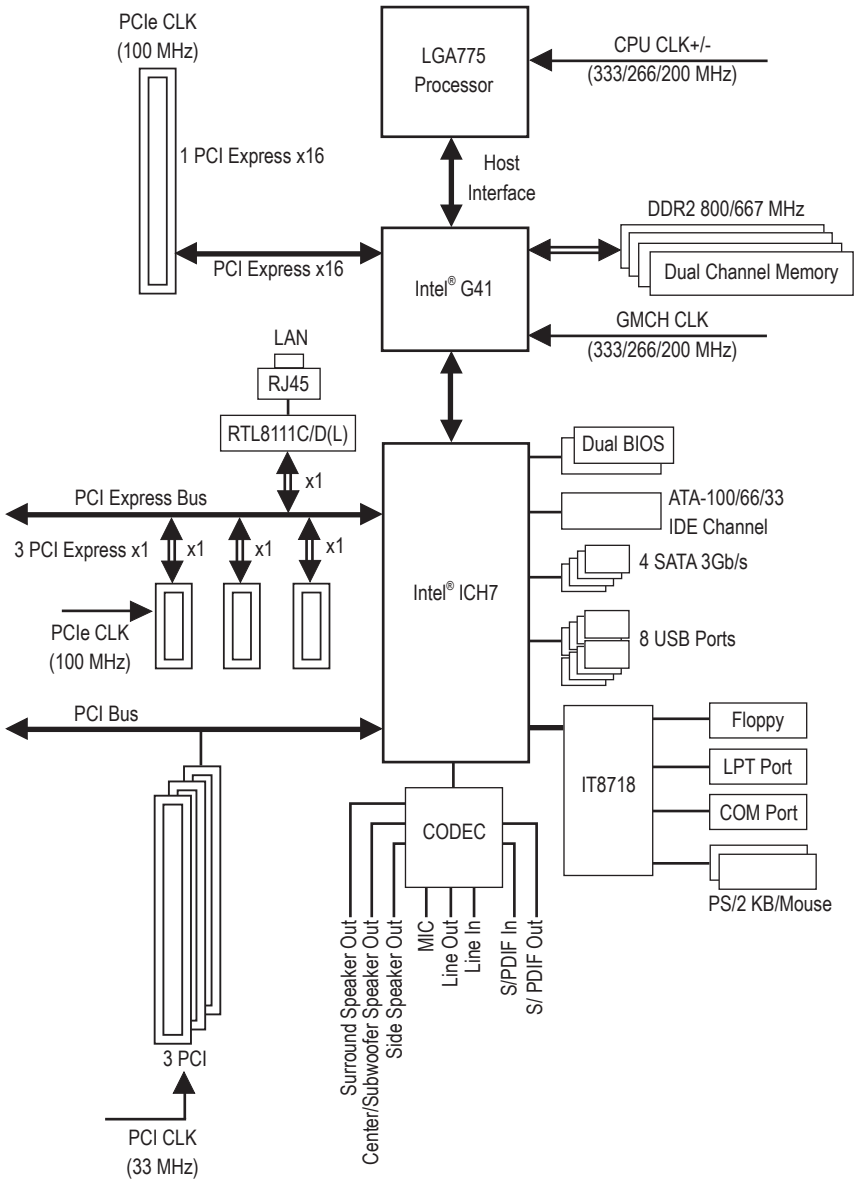 PCIe CLK
(100 MHz)
LGA775
Processor
CPU CLK+/-
(333/266/200 MHz)
1 PCI Express x16
Host
Interface
DDR2 800/667 MHz
Dual Channel Memory
PCI Express x16
Intel® G41
GMCH CLK
(333/266/200 MHz)
LAN
RJ45
RTL8111C/D(L)
x1
PCI Express Bus
3 PCI Express x1
x1
x1
x1
PCIe CLK
(100 MHz)
Intel® ICH7
Dual BIOS
ATA-100/66/33
IDE Channel
4 SATA 3Gb/s
8 USB Ports
PCI Bus
IT8718
Floppy
LPT Port
COM Port
PS/2 KB/Mouse
CODEC
Surround Speaker Out
Center/Subwoofer Speaker Out
Side Speaker Out
MIC
Line Out
Line In
S/PDIF In
S/ PDIF Out
3 PCI
PCI CLK
(33 MHz)